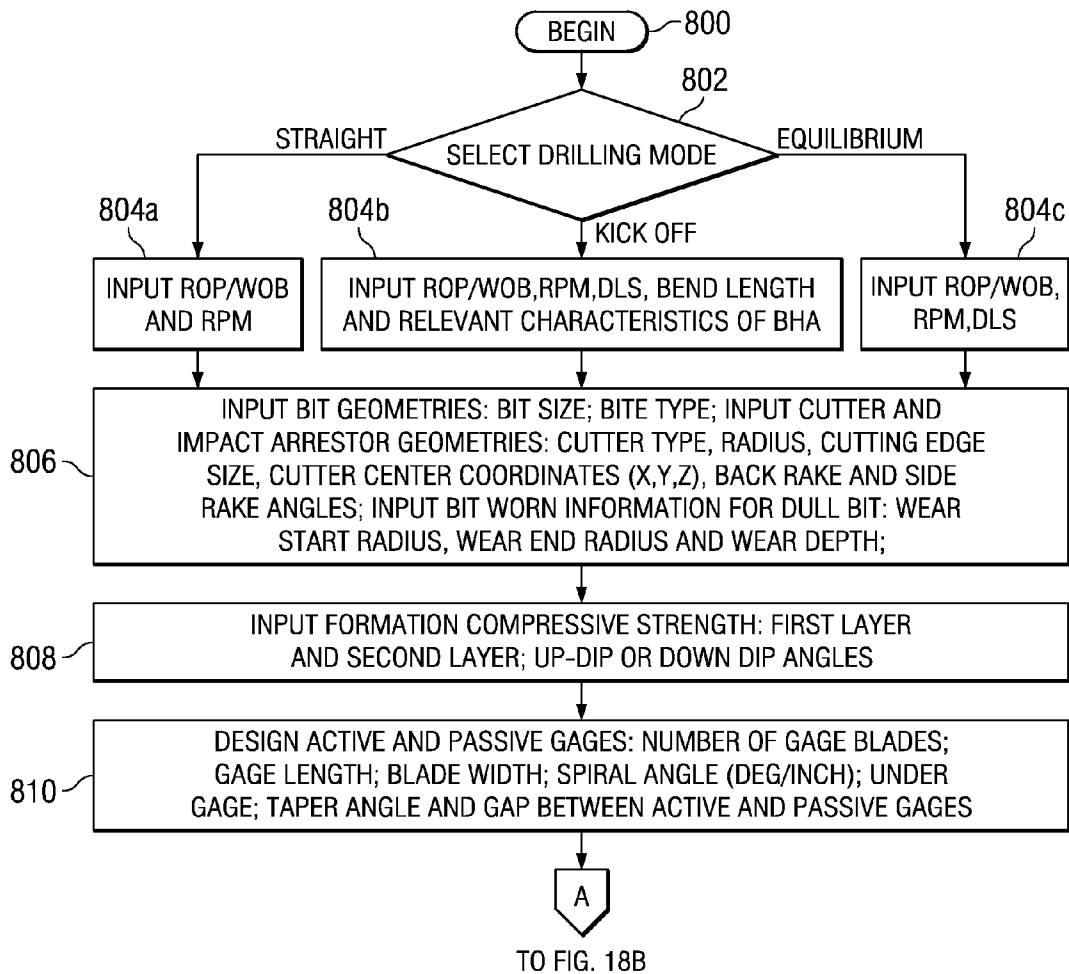 BEGIN
800
802
STRAIGHT
SELECT DRILLING MODE
EQUILIBRIUM
804a
804b
KICK OFF
804c
INPUT ROP/WOB
AND RPM
INPUT ROP/WOB,RPM,DLS, BEND LENGTH
AND RELEVANT CHARACTERISTICS OF BHA
INPUT ROP/WOB,
RPM,DLS
806
INPUT BIT GEOMETRIES: BIT SIZE; BITE TYPE; INPUT CUTTER AND
IMPACT ARRESTOR GEOMETRIES: CUTTER TYPE, RADIUS, CUTTING EDGE
SIZE, CUTTER CENTER COORDINATES (X,Y,Z), BACK RAKE AND SIDE
RAKE ANGLES; INPUT BIT WORN INFORMATION FOR DULL BIT: WEAR
START RADIUS, WEAR END RADIUS AND WEAR DEPTH;
808
INPUT FORMATION COMPRESSIVE STRENGTH: FIRST LAYER
AND SECOND LAYER; UP-DIP OR DOWN DIP ANGLES
810
DESIGN ACTIVE AND PASSIVE GAGES: NUMBER OF GAGE BLADES;
GAGE LENGTH; BLADE WIDTH; SPIRAL ANGLE (DEG/INCH); UNDER
GAGE; TAPER ANGLE AND GAP BETWEEN ACTIVE AND PASSIVE GAGES
A
TO FIG. 18B